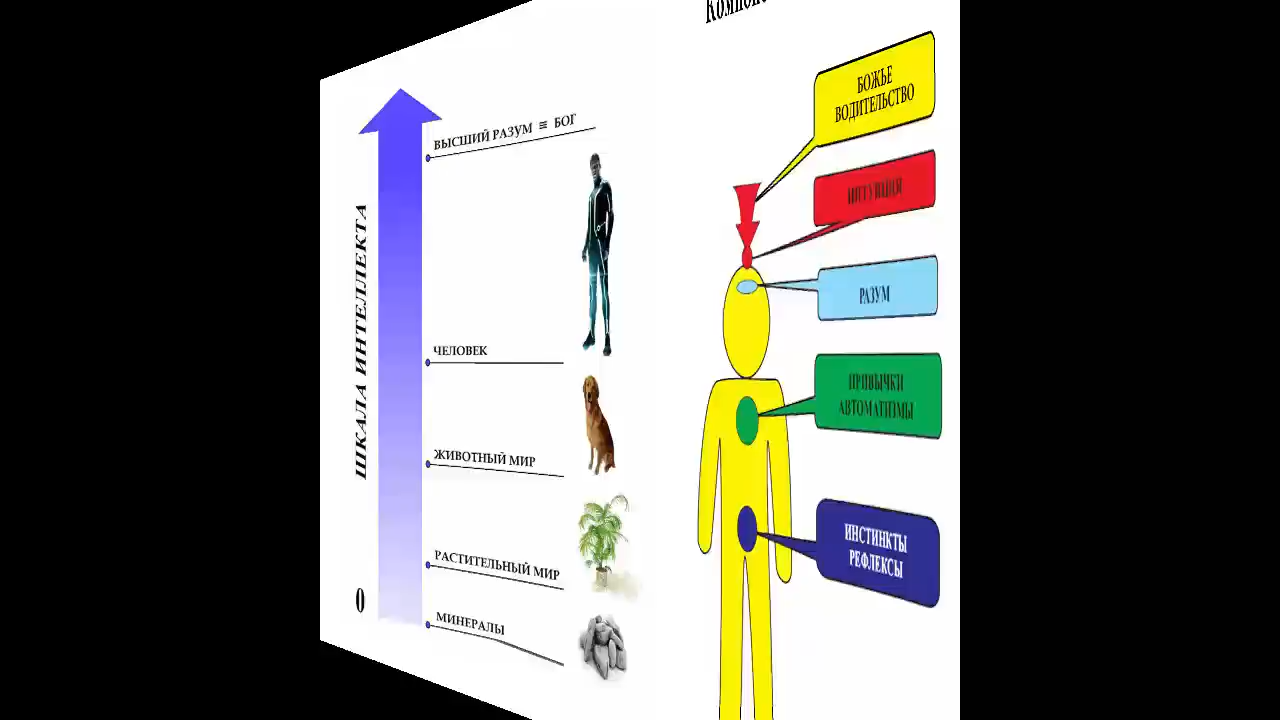 ШКАЛА ИНТЕЛЛЕКТА
0
ВЫСШИЙ РАЗУМ ≡ БОГ
ЧЕЛОВЕК
ЖИВОТНЫЙ МИР
РАСТИТЕЛЬНЫЙ МИР
МИНЕРАЛЫ
БОЖЬЕ
ВОДИТЕЛЬСТВО
ИНТУИЦИЯ
РАЗУМ
ПРИВЫЧКИ
АВТОМАТИЗМЫ
ИНСТИНКТЫ
РЕФЛЕКСЫ